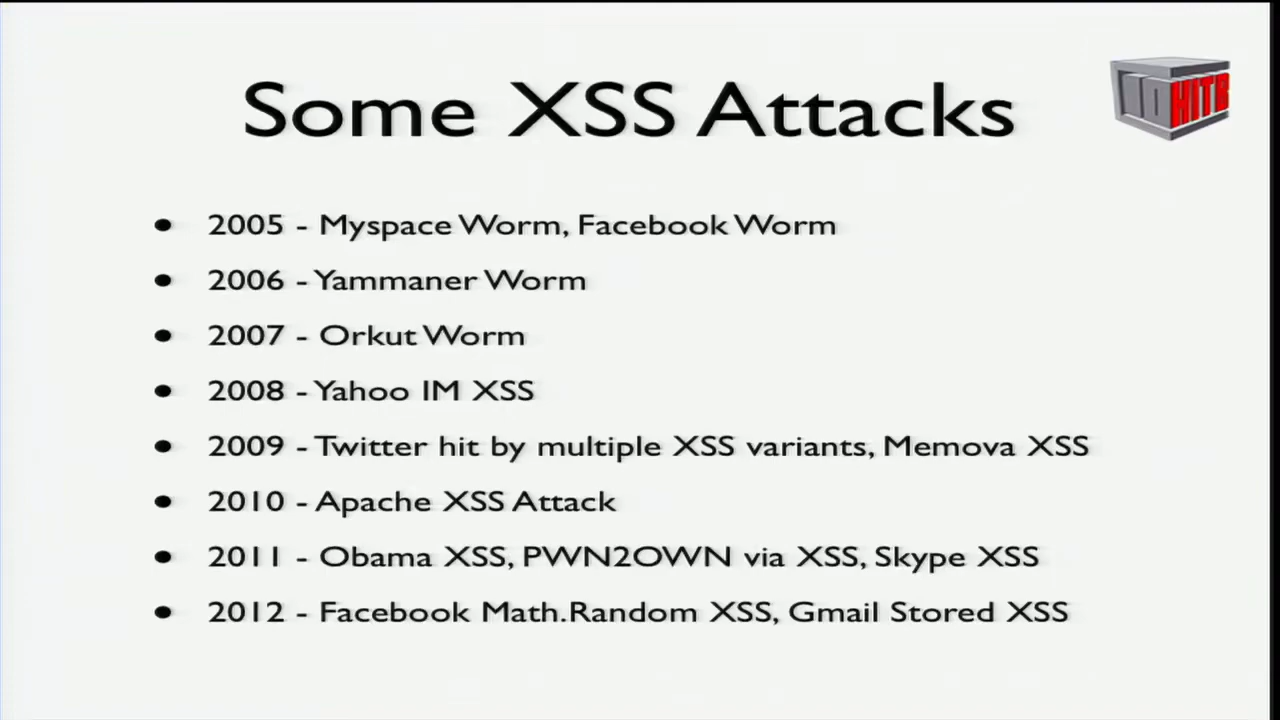 Some XSS Attacks
HITB
• 2005 - Myspace Worm, Facebook Worm
• 2006 - Yammaner Worm
• 2007 - Orkut Worm
• 2008 - Yahoo IM XSS
• 2009 - Twitter hit by multiple XSS variants, Memova XSS
• 2010 - Apache XSS Attack
• 2011 - Obama XSS, PWN2OWN via XSS, Skype XSS
• 2012 - Facebook Math.Random XSS, Gmail Stored XSS